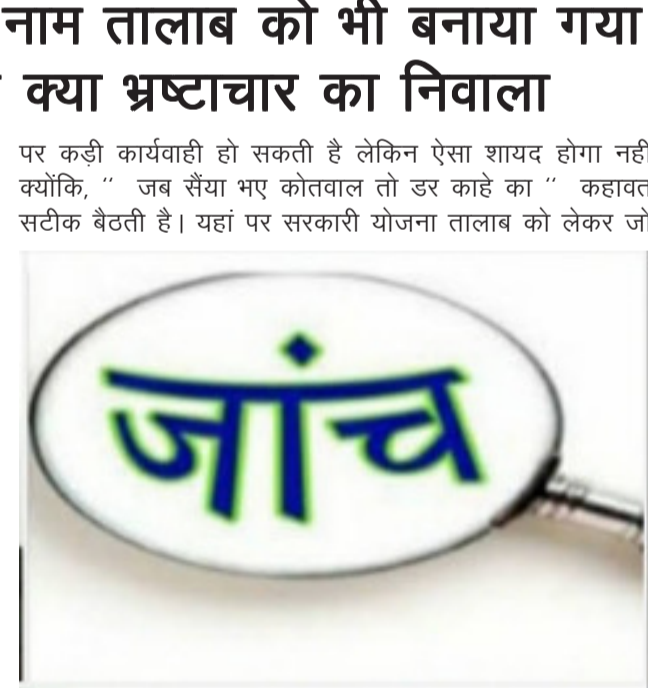 नाम तालाब को भी बनाया गया
क्या भ्रष्टाचार का निवाला
पर कड़ी कार्यवाही हो सकती है लेकिन ऐसा शायद होगा नही
क्योंकि, “ जब सैंया भए कोतवाल तो डर काहे का “ कहावत
सटीक बैठती है। यहां पर सरकारी योजना तालाब को लेकर जो
जांच